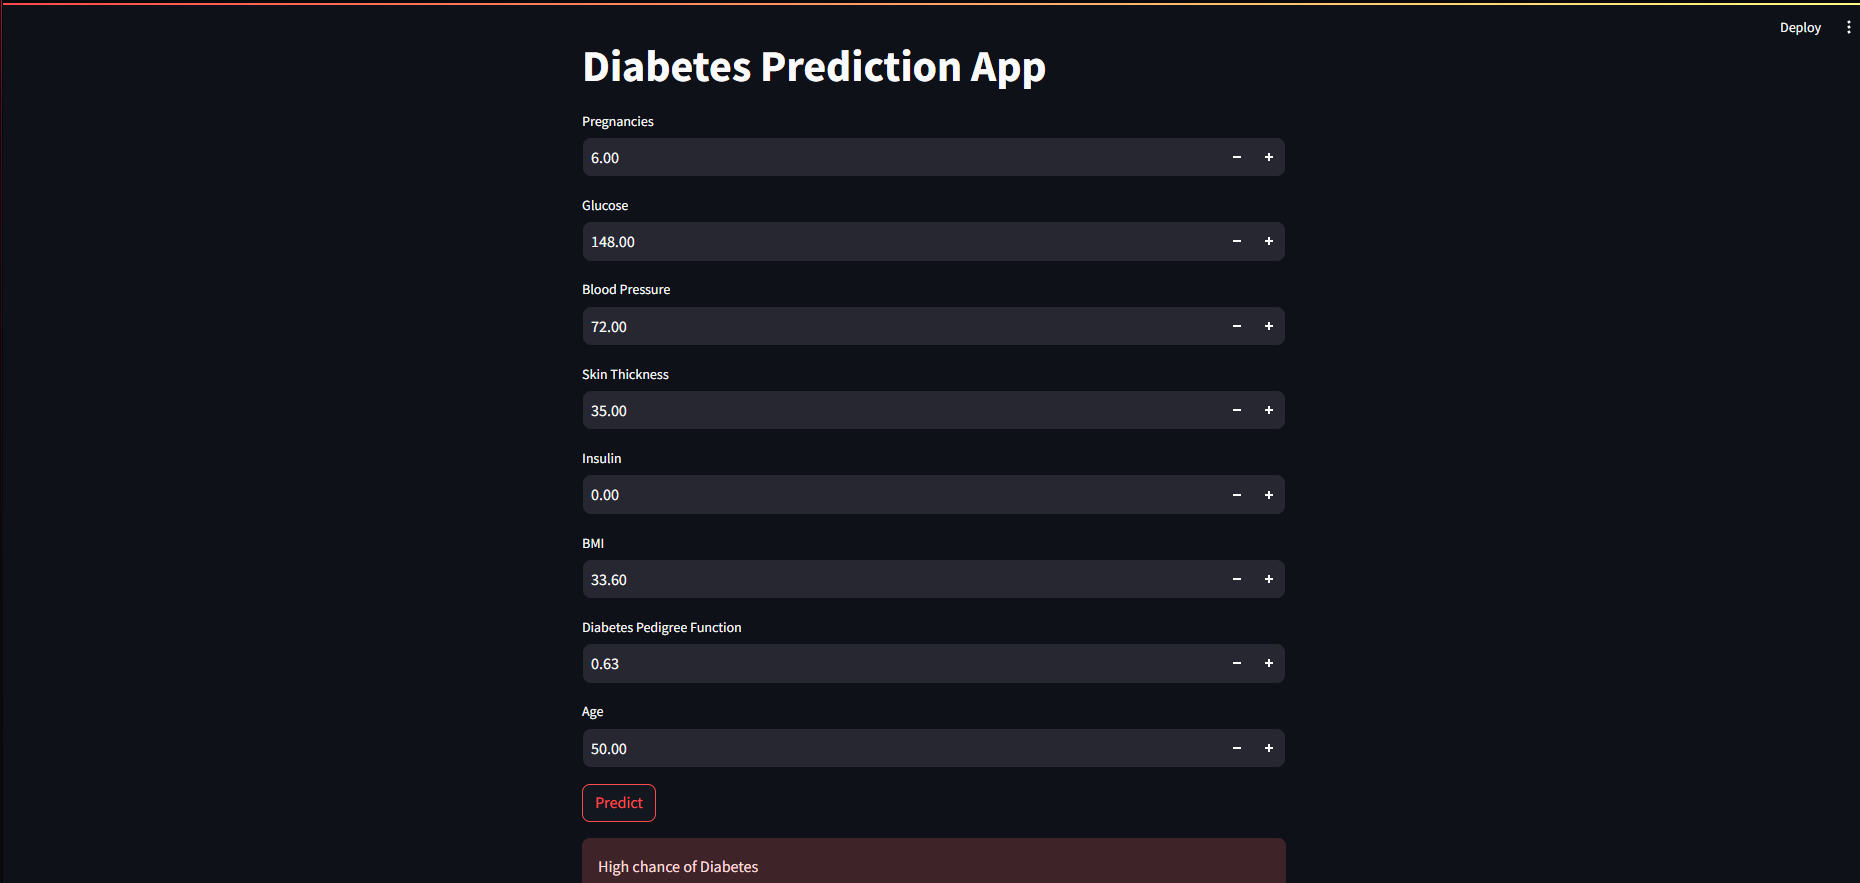 Deploy
Diabetes Prediction App
Pregnancies
6.00
Glucose
148.00
Blood Pressure
72.00
Skin Thickness
35.00
Insulin
0.00
BMI
33.60
Diabetes Pedigree Function
0.63
Age
50.00
Predict
High chance of Diabetes